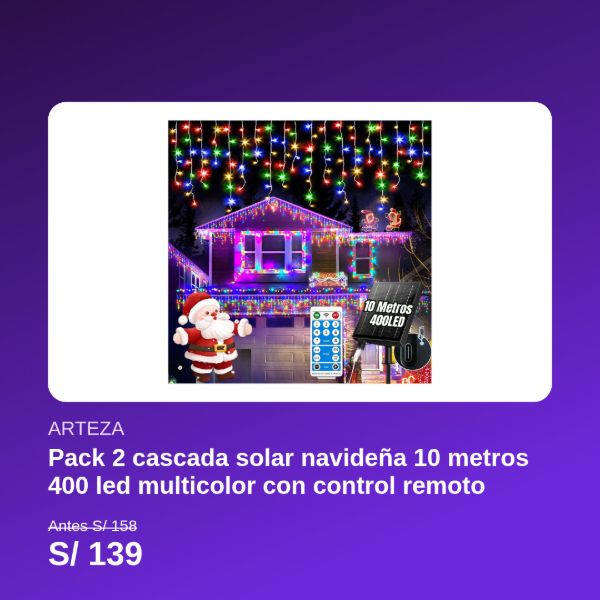 10 Metros
400LED
ARTEZA
Pack 2 cascada solar navideña 10 metros
400 led multicolor con control remoto
Antes S/ 158
S/ 139